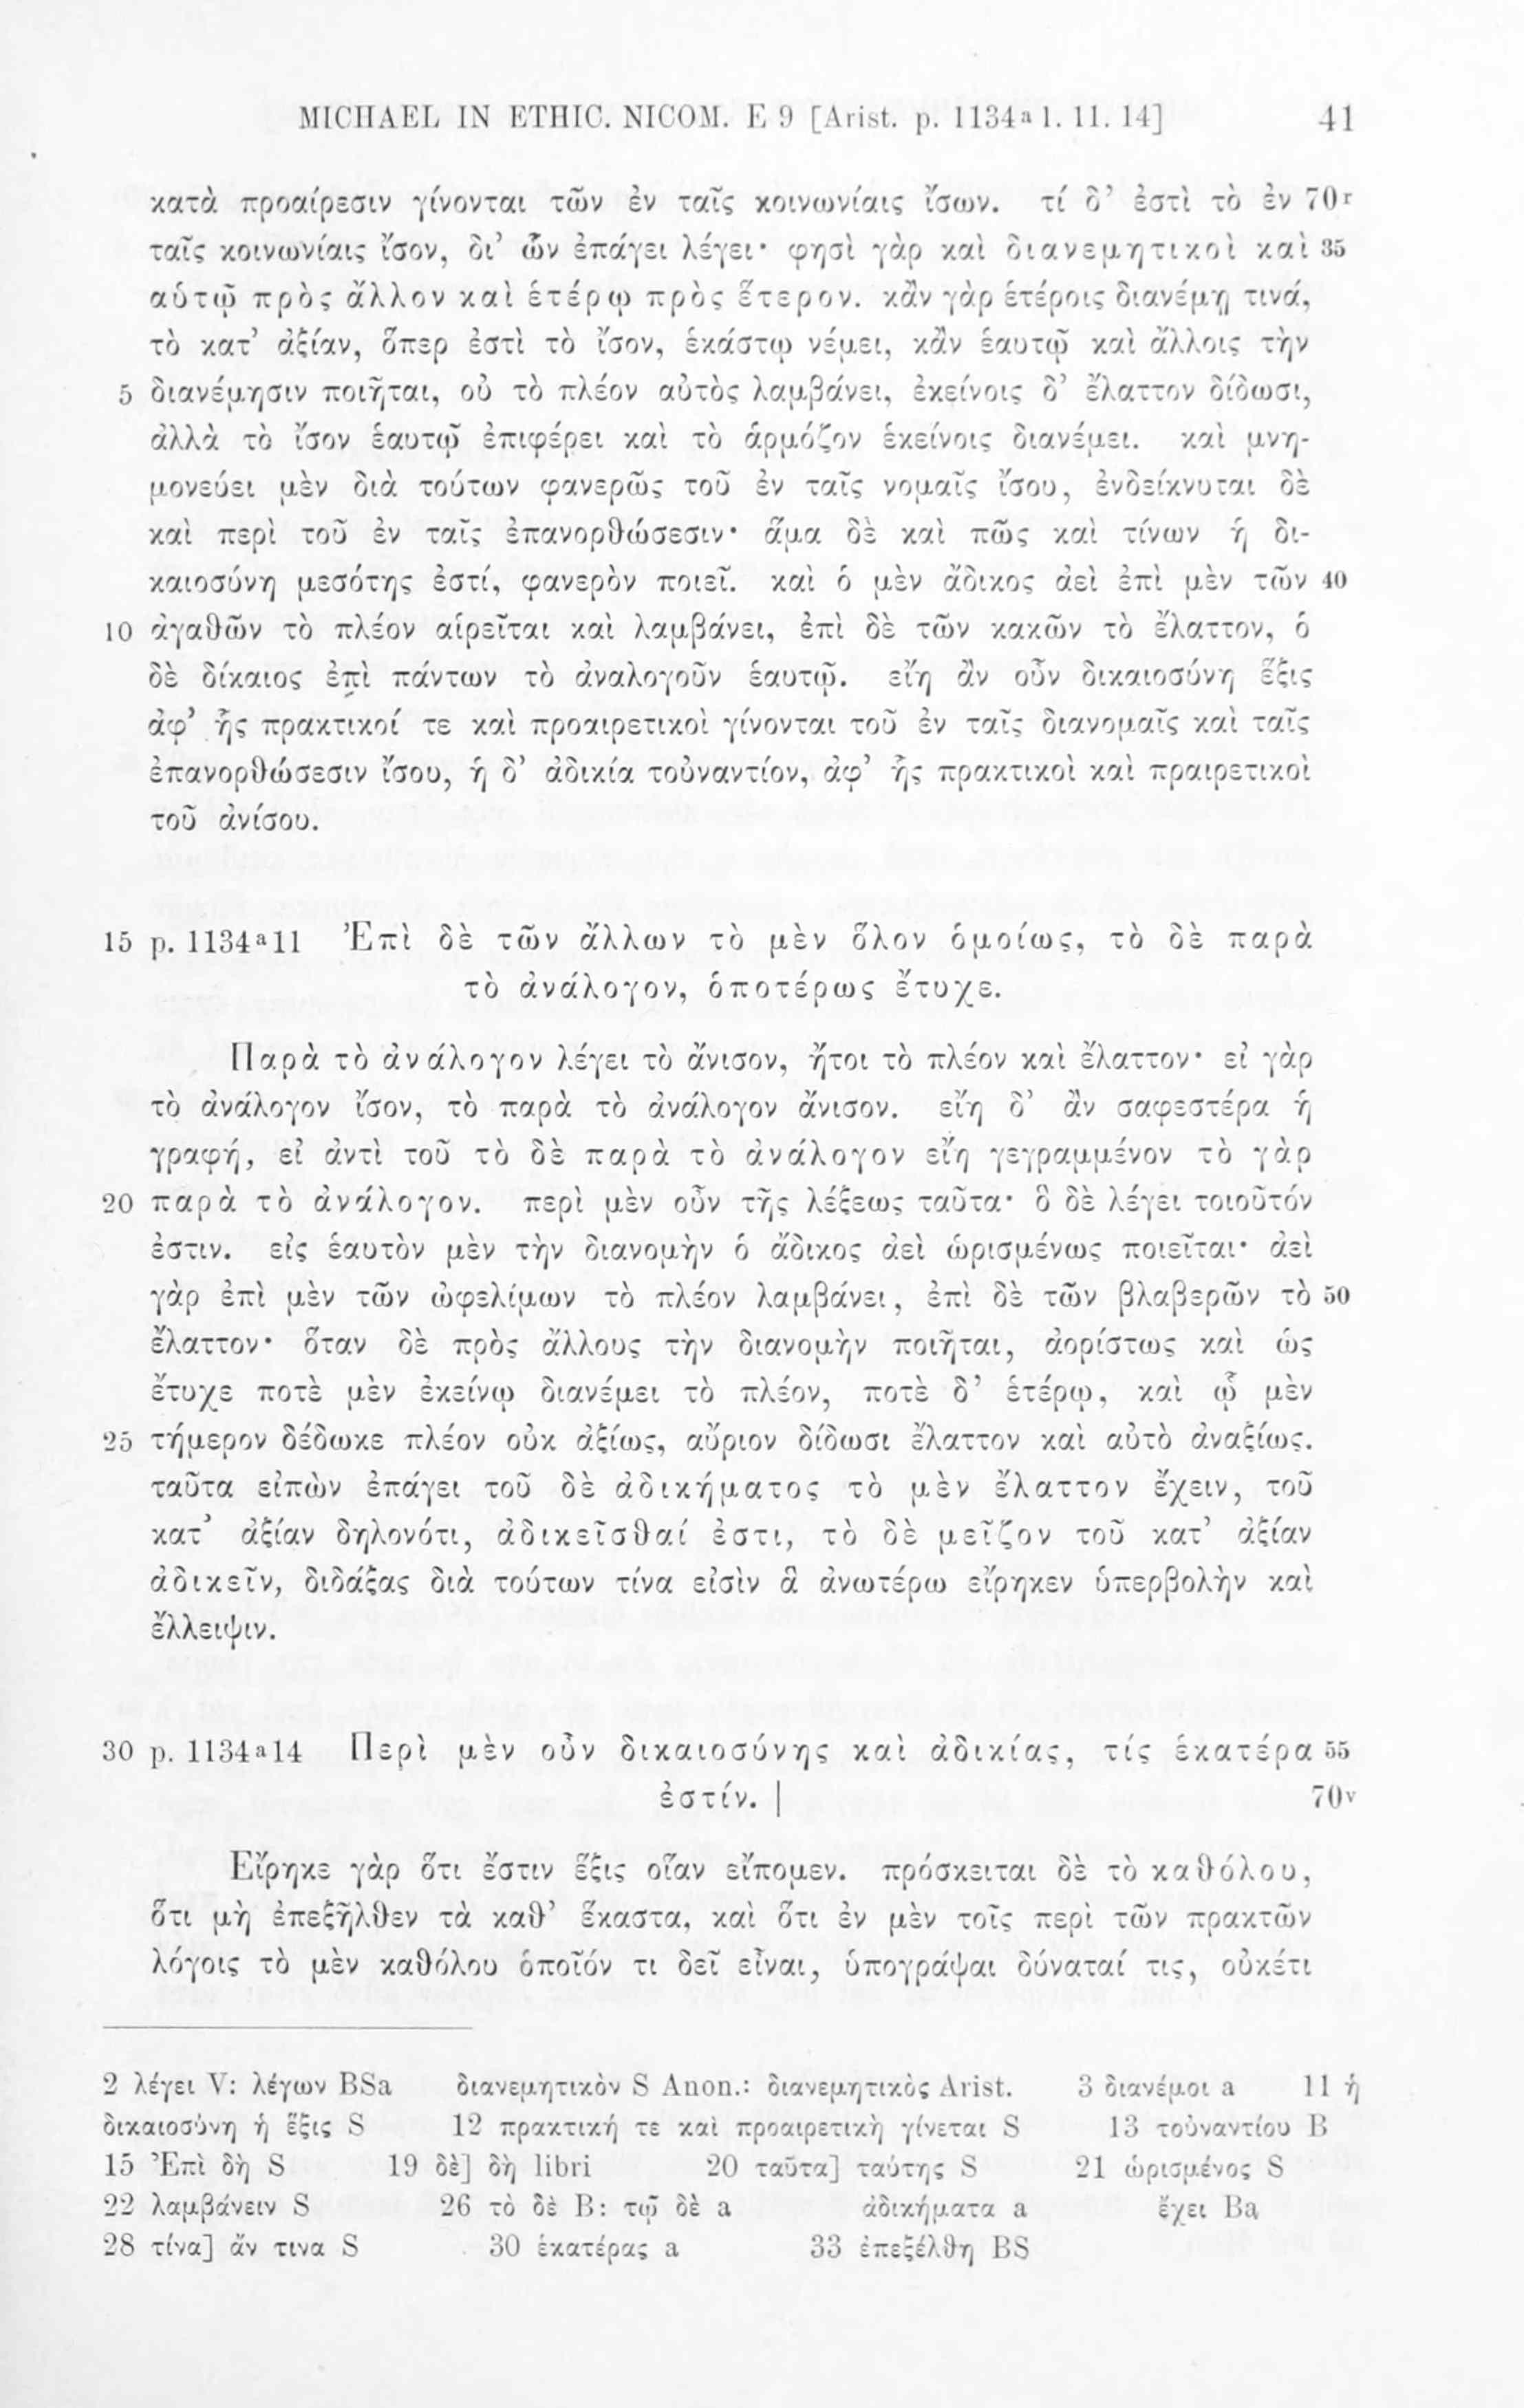 MICHAEL IN ETHIC. NICOM. E 9 [Arist. p. 1134a 1. 11. 14] 41
κατὰ προαίρεσιν γίνονται τῶν ἐν ταῖς κοινωνίαις ἴσων. τί δ’ ἐστὶ τὸ ἐν 70r
ταῖς κοινωνίαις ἴσον, δι’ ὧν ἐπάγει λέγει· φησὶ γὰρ καὶ διανεμητικοὶ καὶ 35
αὑτῷ πρὸς ἄλλον καὶ ἑτέρῳ πρὸς ἕτερον. κἂν γὰρ ἑτέροις διανέμῃ τινά,
τὸ κατ’ ἀξίαν, ὅπερ ἐστὶ τὸ ἴσον, ἑκάστῳ νέμει, κἂν ἑαυτῷ καὶ ἄλλοις τὴν
5 διανέμησιν ποιῆται, οὐ τὸ πλέον αὐτὸς λαμβάνει, ἐκείνοις δ’ ἔλαττον δίδωσι,
ἀλλὰ τὸ ἴσον ἑαυτῷ ἐπιφέρει καὶ τὸ ἁρμόζον ἐκείνοις διανέμει. καὶ μνη-
μονεύει μὲν διὰ τούτων φανερῶς τοῦ ἐν ταῖς νομαῖς ἴσου, ἐνδείκνυται δὲ
καὶ περὶ τοῦ ἐν ταῖς ἐπανορθώσεσιν· ἅμα δὲ καὶ πῶς καὶ τίνων ἡ δι-
καιοσύνη μεσότης ἐστί, φανερὸν ποιεῖ. καὶ ὁ μὲν ἄδικος ἀεὶ ἐπὶ μὲν τῶν 40
10 ἀγαθῶν τὸ πλέον αἱρεῖται καὶ λαμβάνει, ἐπὶ δὲ τῶν κακῶν τὸ ἔλαττον, ὁ
δὲ δίκαιος ἐπὶ πάντων τὸ ἀναλογοῦν ἑαυτῷ. εἴη ἂν οὖν δικαιοσύνη ἕξις
ἀφ’ ἧς πρακτικοί τε καὶ προαιρετικοὶ γίνονται τοῦ ἐν ταῖς διανομαῖς καὶ ταῖς
ἐπανορθώσεσιν ἴσου, ἡ δ’ ἀδικία τοὐναντίον, ἀφ’ ἧς πρακτικοὶ καὶ πραιρετικοὶ
τοῦ ἀνίσου.
15 p. 1134a11 Ἐπὶ δὲ τῶν ἄλλων τὸ μὲν ὅλον ὁμοίως, τὸ δὲ παρὰ
τὸ ἀνάλογον, ὁποτέρως ἔτυχε.
Παρὰ τὸ ἀνάλογον λέγει τὸ ἄνισον, ἤτοι τὸ πλέον καὶ ἔλαττον· εἰ γὰρ
τὸ ἀνάλογον ἴσον, τὸ παρὰ τὸ ἀνάλογον ἄνισον. εἴη δ’ ἂν σαφεστέρα ἡ
γραφή, εἰ ἀντὶ τοῦ τὸ δὲ παρὰ τὸ ἀνάλογον εἴη γεγραμμένον τὸ γὰρ
20 παρὰ τὸ ἀνάλογον. περὶ μὲν οὖν τῆς λέξεως ταῦτα· ὃ δὲ λέγει τοιοῦτόν
ἐστιν. εἰς ἑαυτὸν μὲν τὴν διανομὴν ὁ ἄδικος ἀεὶ ὡρισμένως ποιεῖται· ἀεὶ
γὰρ ἐπὶ μὲν τῶν ὠφελίμων τὸ πλέον λαμβάνει, ἐπὶ δὲ τῶν βλαβερῶν τὸ 50
ἔλαττον· ὅταν δὲ πρὸς ἄλλους τὴν διανομὴν ποιῆται, ἀορίστως καὶ ὡς
ἔτυχε ποτὲ μὲν ἐκείνῳ διανέμει τὸ πλέον, ποτὲ δ’ ἑτέρῳ, καὶ ᾧ μὲν
25 τήμερον δέδωκε πλέον οὐκ ἀξίως, αὔριον δίδωσι ἔλαττον καὶ αὐτὸ ἀναξίως.
ταῦτα εἰπὼν ἐπάγει τοῦ δὲ ἀδικήματος τὸ μὲν ἔλαττον ἔχειν, τοῦ
κατ’ ἀξίαν δηλονότι, ἀδικεῖσθαί ἐστι, τὸ δὲ μεῖζον τοῦ κατ’ ἀξίαν
ἀδικεῖν, διδάξας διὰ τούτων τίνα εἰσὶν ἃ ἀνωτέρω εἴρηκεν ὑπερβολὴν καὶ
ἔλλειψιν.
30 p. 1134a14 Περὶ μὲν οὖν δικαιοσύνης καὶ ἀδικίας, τίς ἑκατέρα 55
ἐστίν. | 70v
Εἴρηκε γὰρ ὅτι ἔστιν ἕξις οἵαν εἴπομεν. πρόσκειται δὲ τὸ καθόλου,
ὅτι μὴ ἐπεξῆλθεν τὰ καθ’ ἕκαστα, καὶ ὅτι ἐν μὲν τοῖς περὶ τῶν πρακτῶν
λόγοις τὸ μὲν καθόλου ὁποῖόν τι δεῖ εἶναι, ὑπογράψαι δύναταί τις, οὐκέτι
2 λέγει V: λέγων BSa διανεμητικὸν S Anon.: διανεμητικὸς Arist. 3 διανέμοι a 11 ἡ
δικαιοσύνη ἡ ἕξις S 12 πρακτική τε καὶ προαιρετικὴ γίνεται S 13 τοὐναντίου B
15 Ἐπὶ δὴ S 19 δὲ] δὴ libri 20 ταῦτα] ταύτης S 21 ὡρισμένος S
22 λαμβάνειν S 26 τὸ δὲ B: τῷ δὲ a ἀδικήματα a ἔχει Ba
28 τίνα] ἄν τινα S 30 ἑκατέρας a 33 ἐπεξέλθη BS